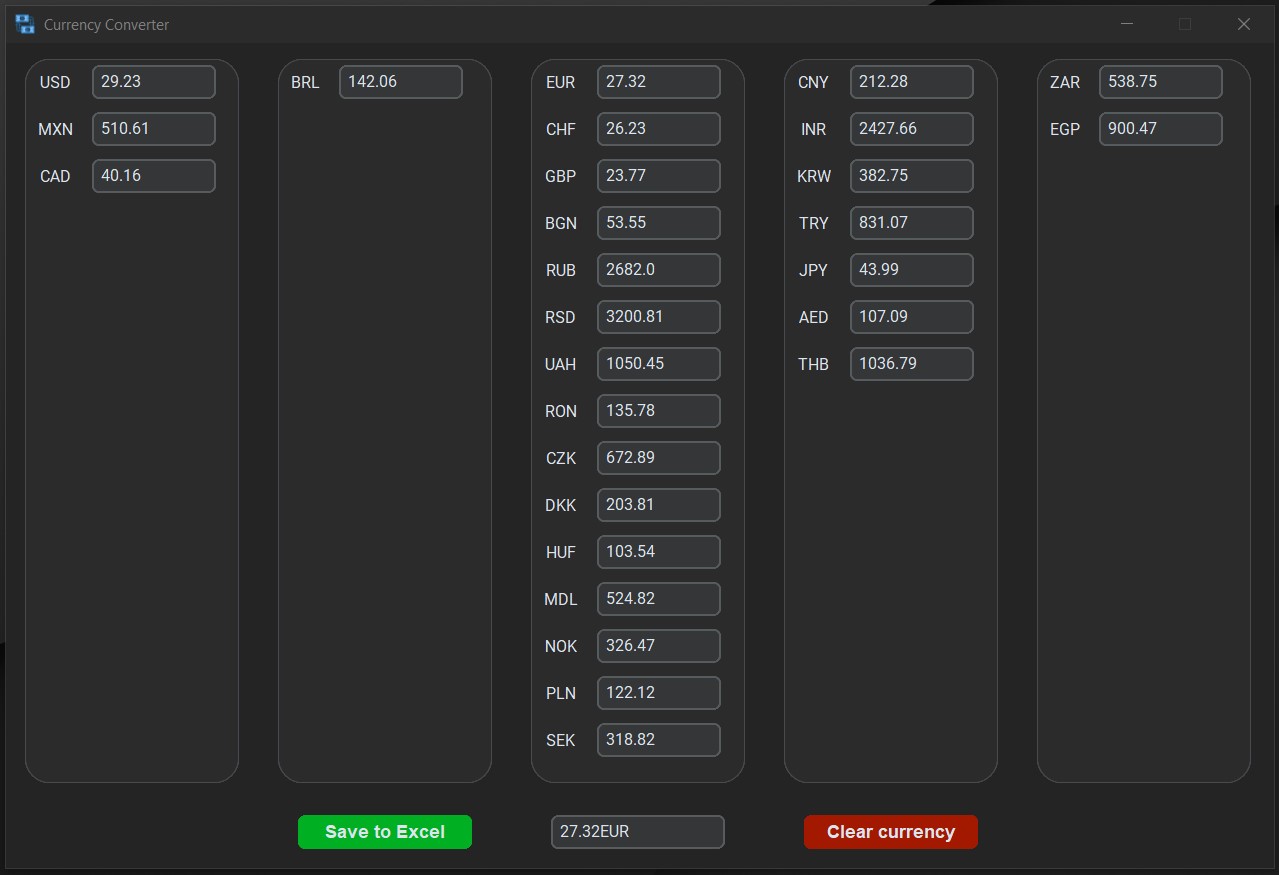 Currency Converter
USD 29.23
MXN 510.61
CAD 40.16
BRL 142.06
EUR 27.32
CHF 26.23
GBP 23.77
BGN 53.55
RUB 2682.0
RSD 3200.81
UAH 1050.45
RON 135.78
CZK 672.89
DKK 203.81
HUF 103.54
MDL 524.82
NOK 326.47
PLN 122.12
SEK 318.82
CNY 212.28
INR 2427.66
KRW 382.75
TRY 831.07
JPY 43.99
AED 107.09
THB 1036.79
ZAR 538.75
EGP 900.47
Save to Excel
27.32EUR
Clear currency